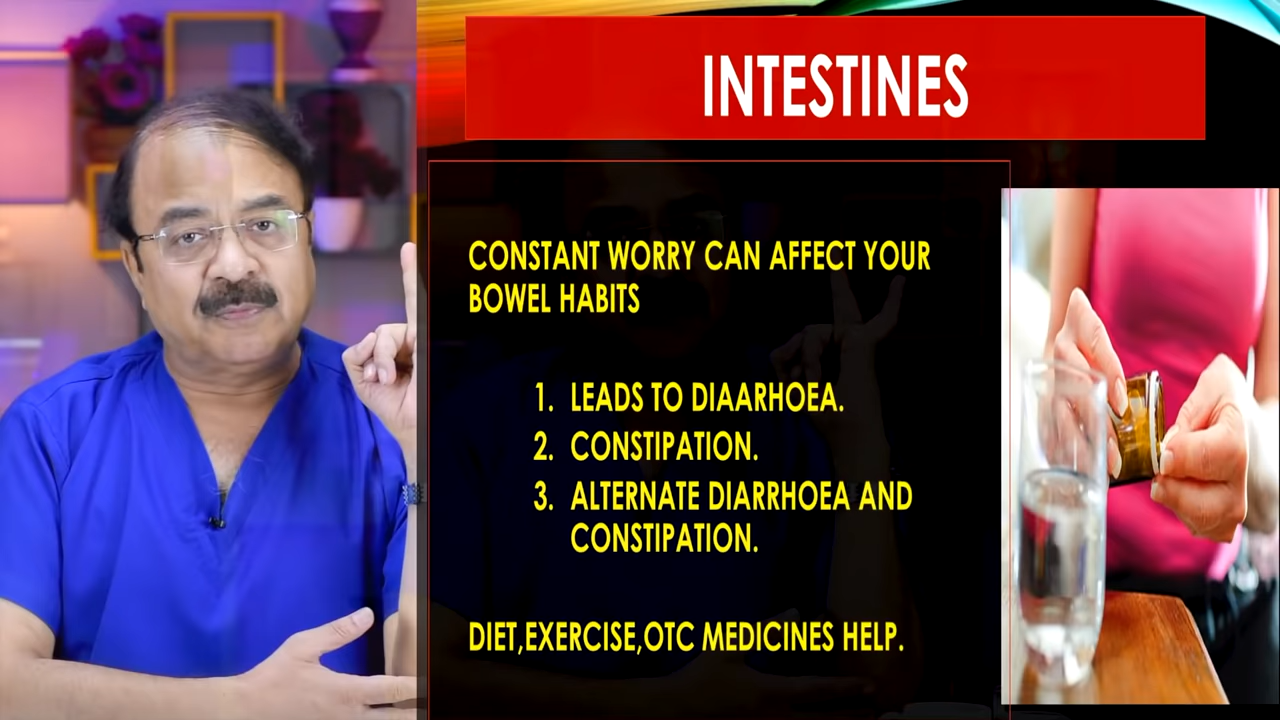 INTESTINES
CONSTANT WORRY CAN AFFECT YOUR
BOWEL HABITS
1. LEADS TO DIAARHOEA.
2. CONSTIPATION.
3. ALTERNATE DIARRHOEA AND
CONSTIPATION.
DIET,EXERCISE,OTC MEDICINES HELP.